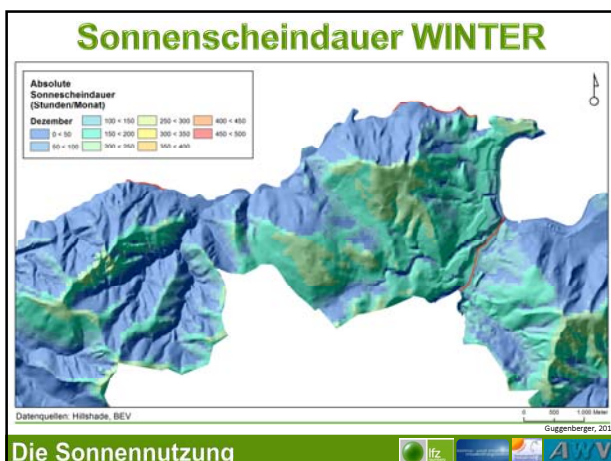 Sonnenscheindauer WINTER
Absolute
Sonnescheindauer
(Stunden/Monat)
Dezember
0 < 50
50 < 100
100 < 150
150 < 200
200 < 250
250 < 300
300 < 350
350 < 400
400 < 450
450 < 500
Datenquellen: Hillshade, BEV
0 500 1.000 Meter
Guggenberger, 201
Die Sonnennutzung
lfz
AWV